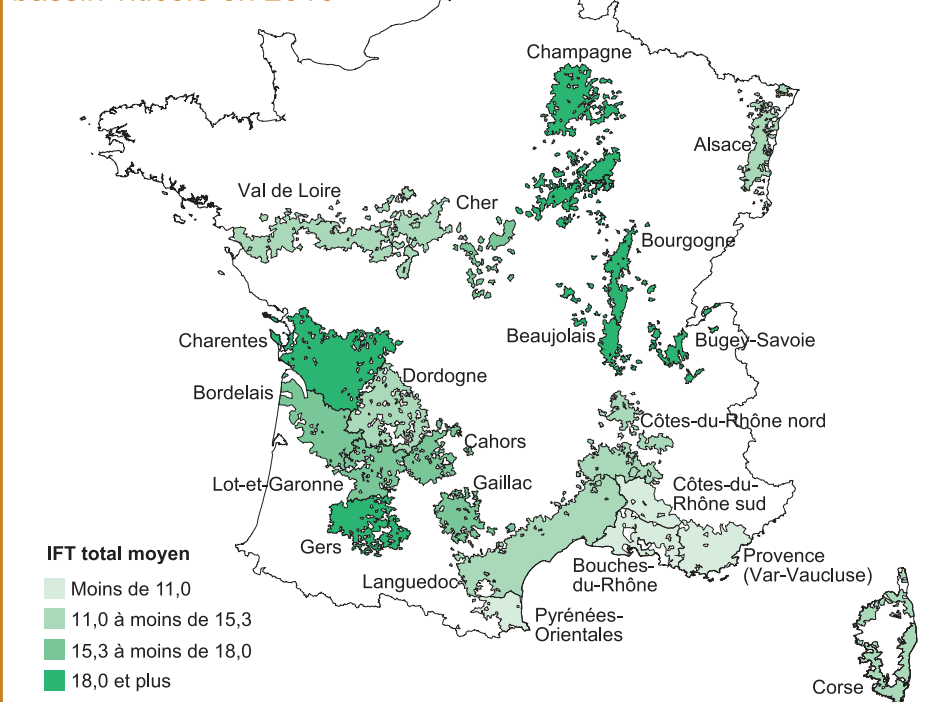 Champagne
Alsace
Val de Loire
Cher
Bourgogne
Charentes
Beaujolais
Bugey-Savoie
Dordogne
Bordelais
Côtes-du-Rhône nord
Cahors
Lot-et-Garonne
Gaillac
Côtes-du-
Rhône sud
Gers
IFT total moyen
Moins de 11,0
11,0 à moins de 15,3
15,3 à moins de 18,0
18,0 et plus
Languedoc
Bouches-
du-Rhône
Provence
(Var-Vaucluse)
Pyrénées-
Orientales
Corse